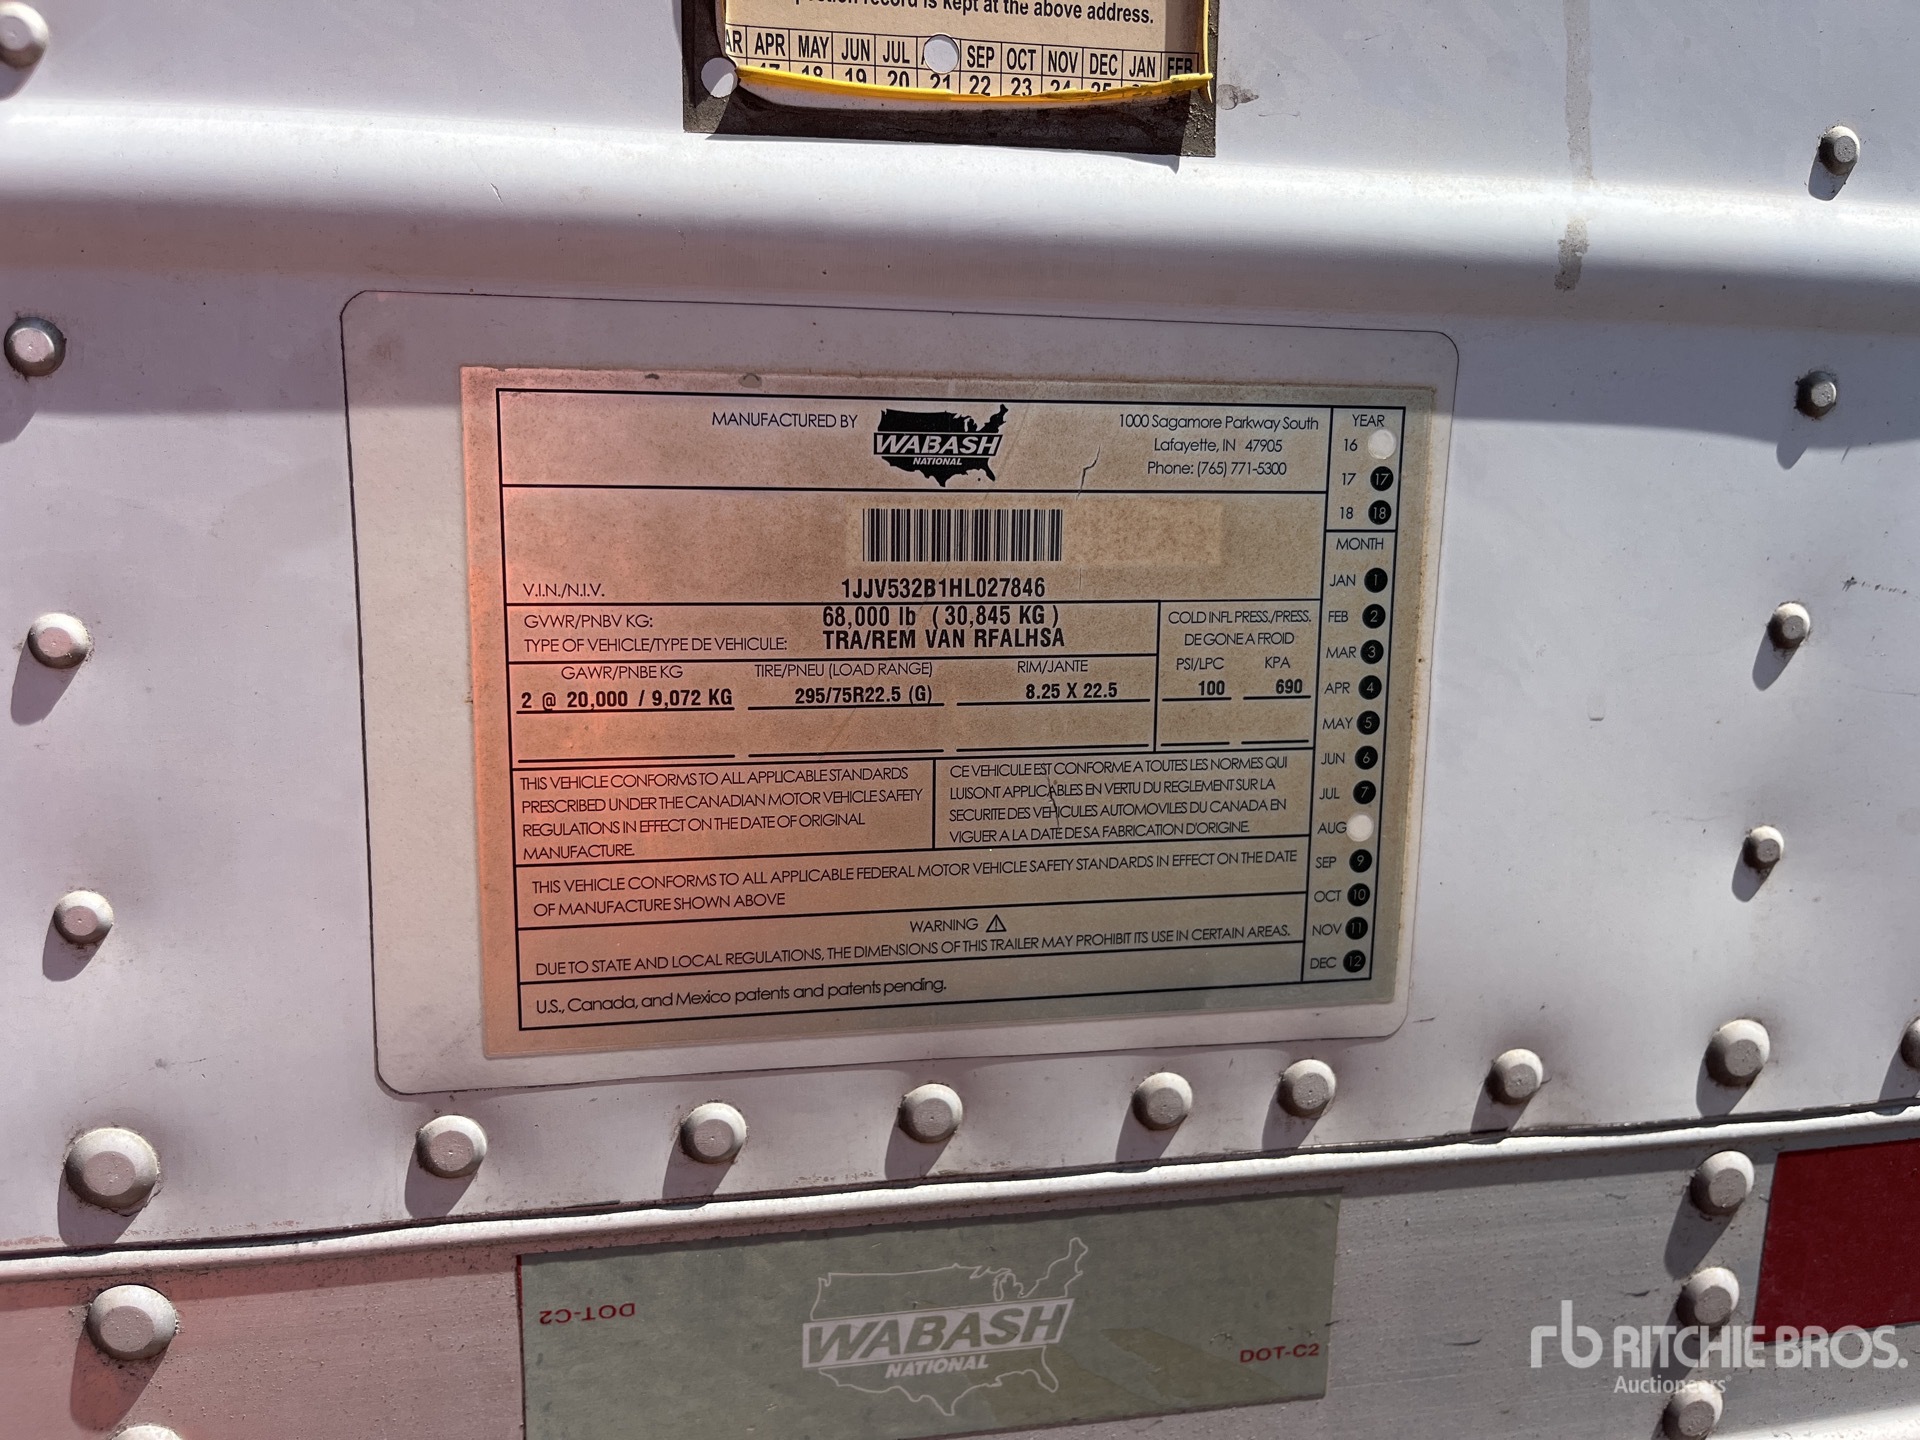 record is kept at the above address.
APR MAY JUN JUL SEP OCT NOV DEC JAN FEB
17 18 19 20 21 22 23 24 25
MANUFACTURED BY
WABASH
NATIONAL
1000 Sagamore Parkway South
Lafayette, IN 47905
Phone: (765) 771-5300
YEAR
16
17 17
18 18
MONTH
JAN 1
FEB 2
MAR 3
APR 4
MAY 5
JUN 6
JUL 7
AUG
SEP 9
OCT 10
NOV 11
DEC 12
V.I.N./N.I.V. 1JJV532B1HL027846
GVWR/PNBV KG: 68,000 lb ( 30,845 KG )
TYPE OF VEHICLE/TYPE DE VEHICULE: TRA/REM VAN RFALHSA
COLD INFL PRESS./PRESS.
DE GONE A FROID
GAWR/PNBE KG TIRE/PNEU (LOAD RANGE) RIM/JANTE PSI/LPC KPA
2 @ 20,000 / 9,072 KG 295/75R22.5 (G) 8.25 X 22.5 100 690
THIS VEHICLE CONFORMS TO ALL APPLICABLE STANDARDS
PRESCRIBED UNDER THE CANADIAN MOTOR VEHICLE SAFETY
REGULATIONS IN EFFECT ON THE DATE OF ORIGINAL
MANUFACTURE.
CE VEHICULE EST CONFORME A TOUTES LES NORMES QUI
LUISONT APPLICABLES EN VERTU DU REGLEMENT SUR LA
SECURITE DES VEHICULES AUTOMOVILES DU CANADA EN
VIGUER A LA DATE DE SA FABRICATION D'ORIGINE.
THIS VEHICLE CONFORMS TO ALL APPLICABLE FEDERAL MOTOR VEHICLE SAFETY STANDARDS IN EFFECT ON THE DATE
OF MANUFACTURE SHOWN ABOVE
WARNING
DUE TO STATE AND LOCAL REGULATIONS, THE DIMENSIONS OF THIS TRAILER MAY PROHIBIT ITS USE IN CERTAIN AREAS.
U.S., Canada, and Mexico patents and patents pending.
DOT-C2
WABASH
NATIONAL
DOT-C2
rb RITCHIE BROS.
Auctioneers